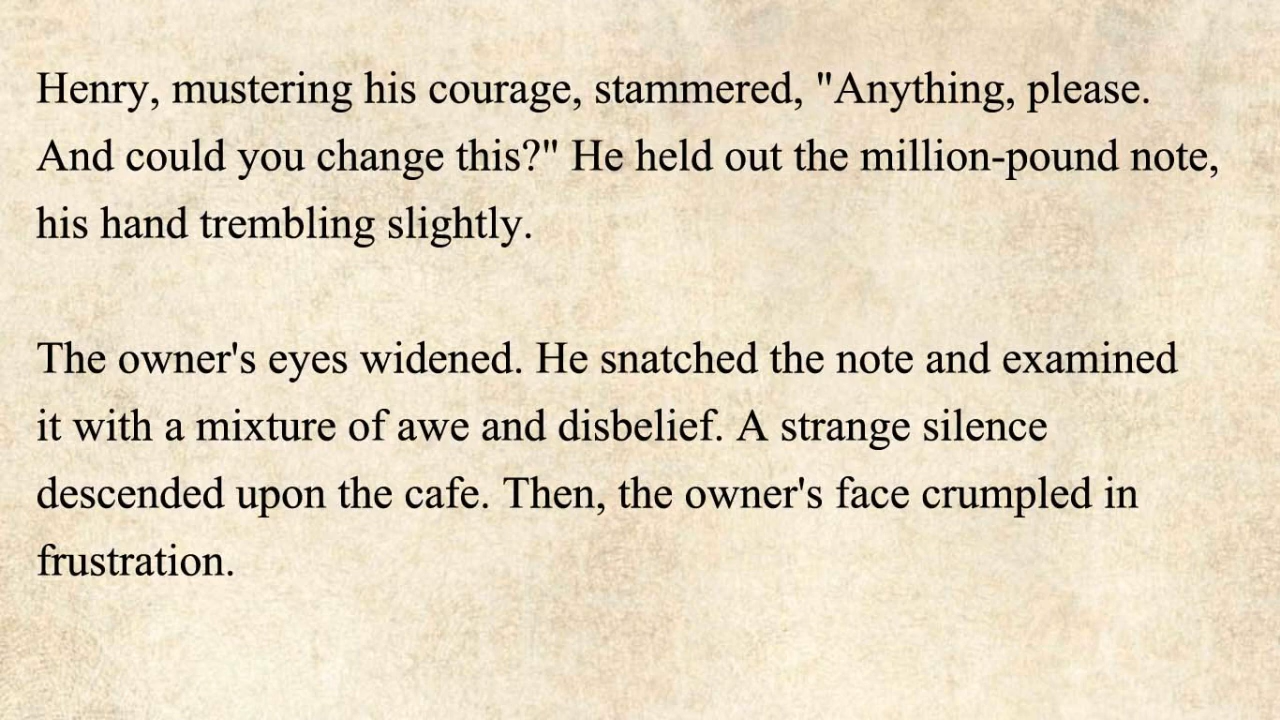 Henry, mustering his courage, stammered, "Anything, please.
And could you change this?" He held out the million-pound note,
his hand trembling slightly.
The owner's eyes widened. He snatched the note and examined
it with a mixture of awe and disbelief. A strange silence
descended upon the cafe. Then, the owner's face crumpled in
frustration.